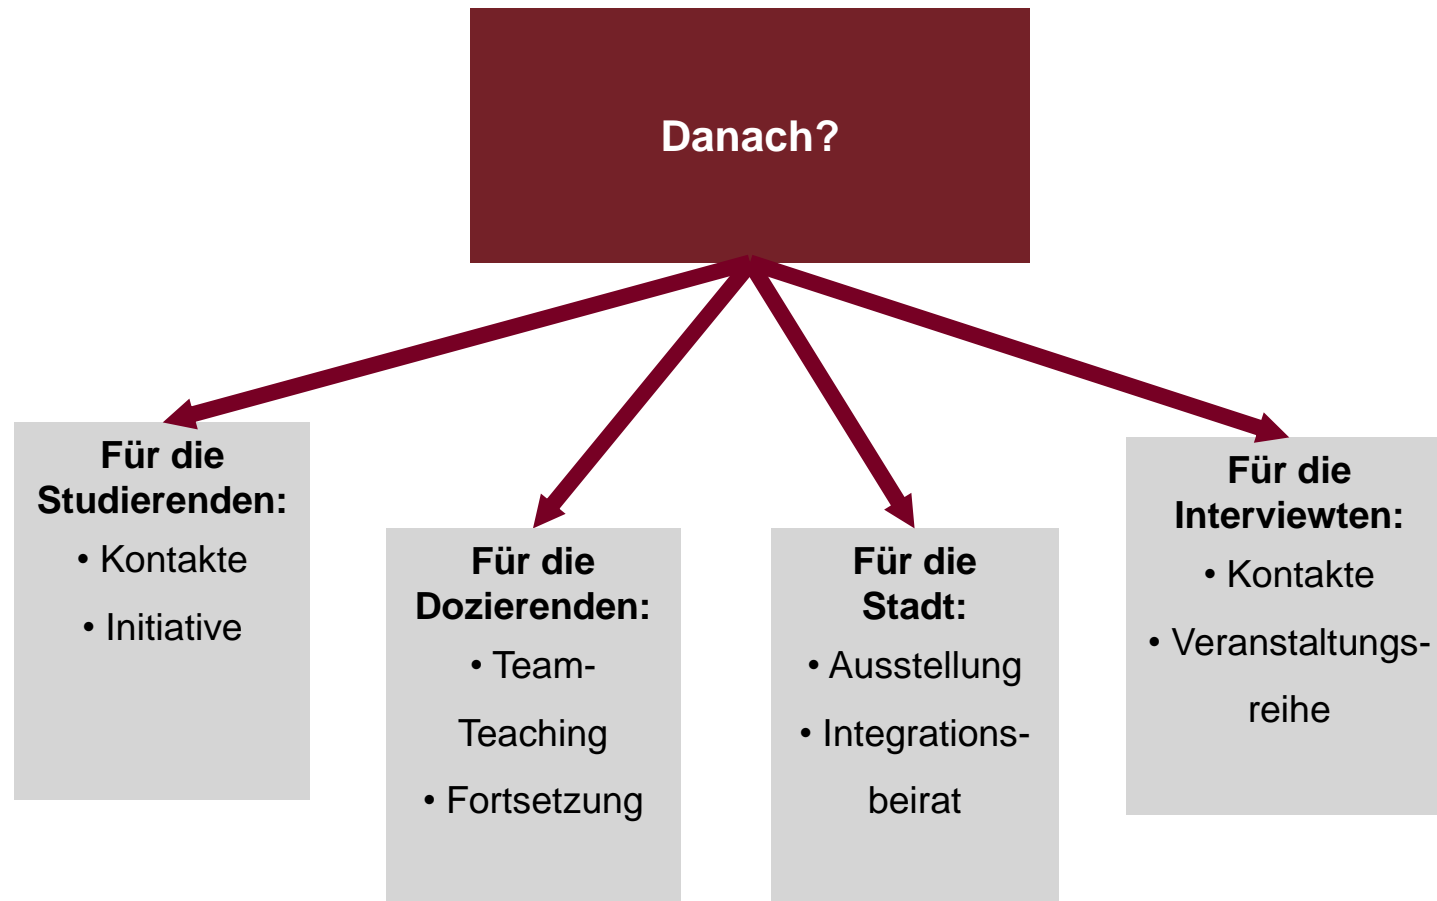 Danach?
Für die
Studierenden:
• Kontakte
• Initiative
Für die
Dozierenden:
• Team-
Teaching
• Fortsetzung
Für die
Stadt:
• Ausstellung
• Integrations-
beirat
Für die
Interviewten:
• Kontakte
• Veranstaltungs-
reihe